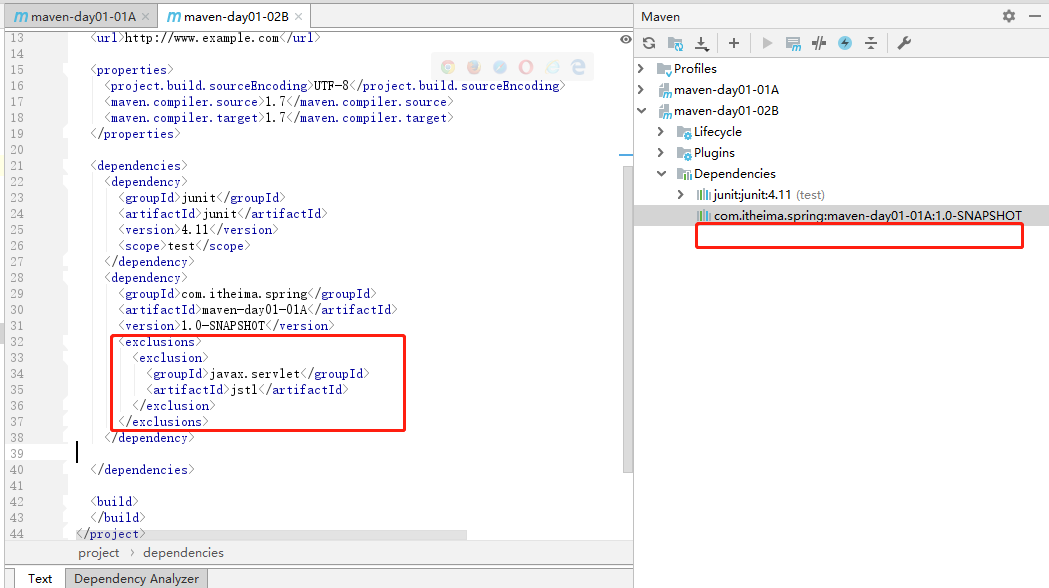 maven-day01-01A
maven-day01-02B
13 <url>http://www.example.com</url>
14
15 <properties>
16 <project.build.sourceEncoding>UTF-8</project.build.sourceEncoding>
17 <maven.compiler.source>1.7</maven.compiler.source>
18 <maven.compiler.target>1.7</maven.compiler.target>
19 </properties>
20
21 <dependencies>
22 <dependency>
23 <groupId>junit</groupId>
24 <artifactId>junit</artifactId>
25 <version>4.11</version>
26 <scope>test</scope>
27 </dependency>
28 <dependency>
29 <groupId>com.itheima.spring</groupId>
30 <artifactId>maven-day01-01A</artifactId>
31 <version>1.0-SNAPSHOT</version>
32 <exclusions>
33 <exclusion>
34 <groupId>javax.servlet</groupId>
35 <artifactId>jstl</artifactId>
36 </exclusion>
37 </exclusions>
38 </dependency>
39
40 </dependencies>
41
42 <build>
43 </build>
44 </project>
project › dependencies
Text
Dependency Analyzer
Maven
Profiles
maven-day01-01A
maven-day01-02B
Lifecycle
Plugins
Dependencies
junit:junit:4.11 (test)
com.itheima.spring:maven-day01-01A:1.0-SNAPSHOT